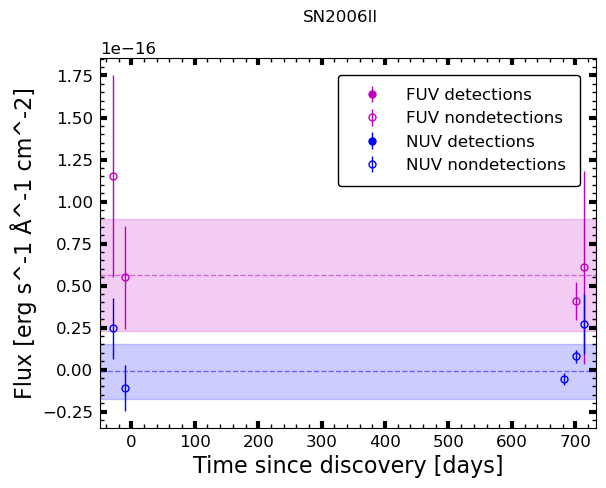 SN2006ll
1e−16
FUV detections
FUV nondetections
NUV detections
NUV nondetections
1.75
1.50
1.25
1.00
0.75
0.50
0.25
0.00
−0.25
Flux [erg s^-1 Å^-1 cm^-2]
0 100 200 300 400 500 600 700
Time since discovery [days]